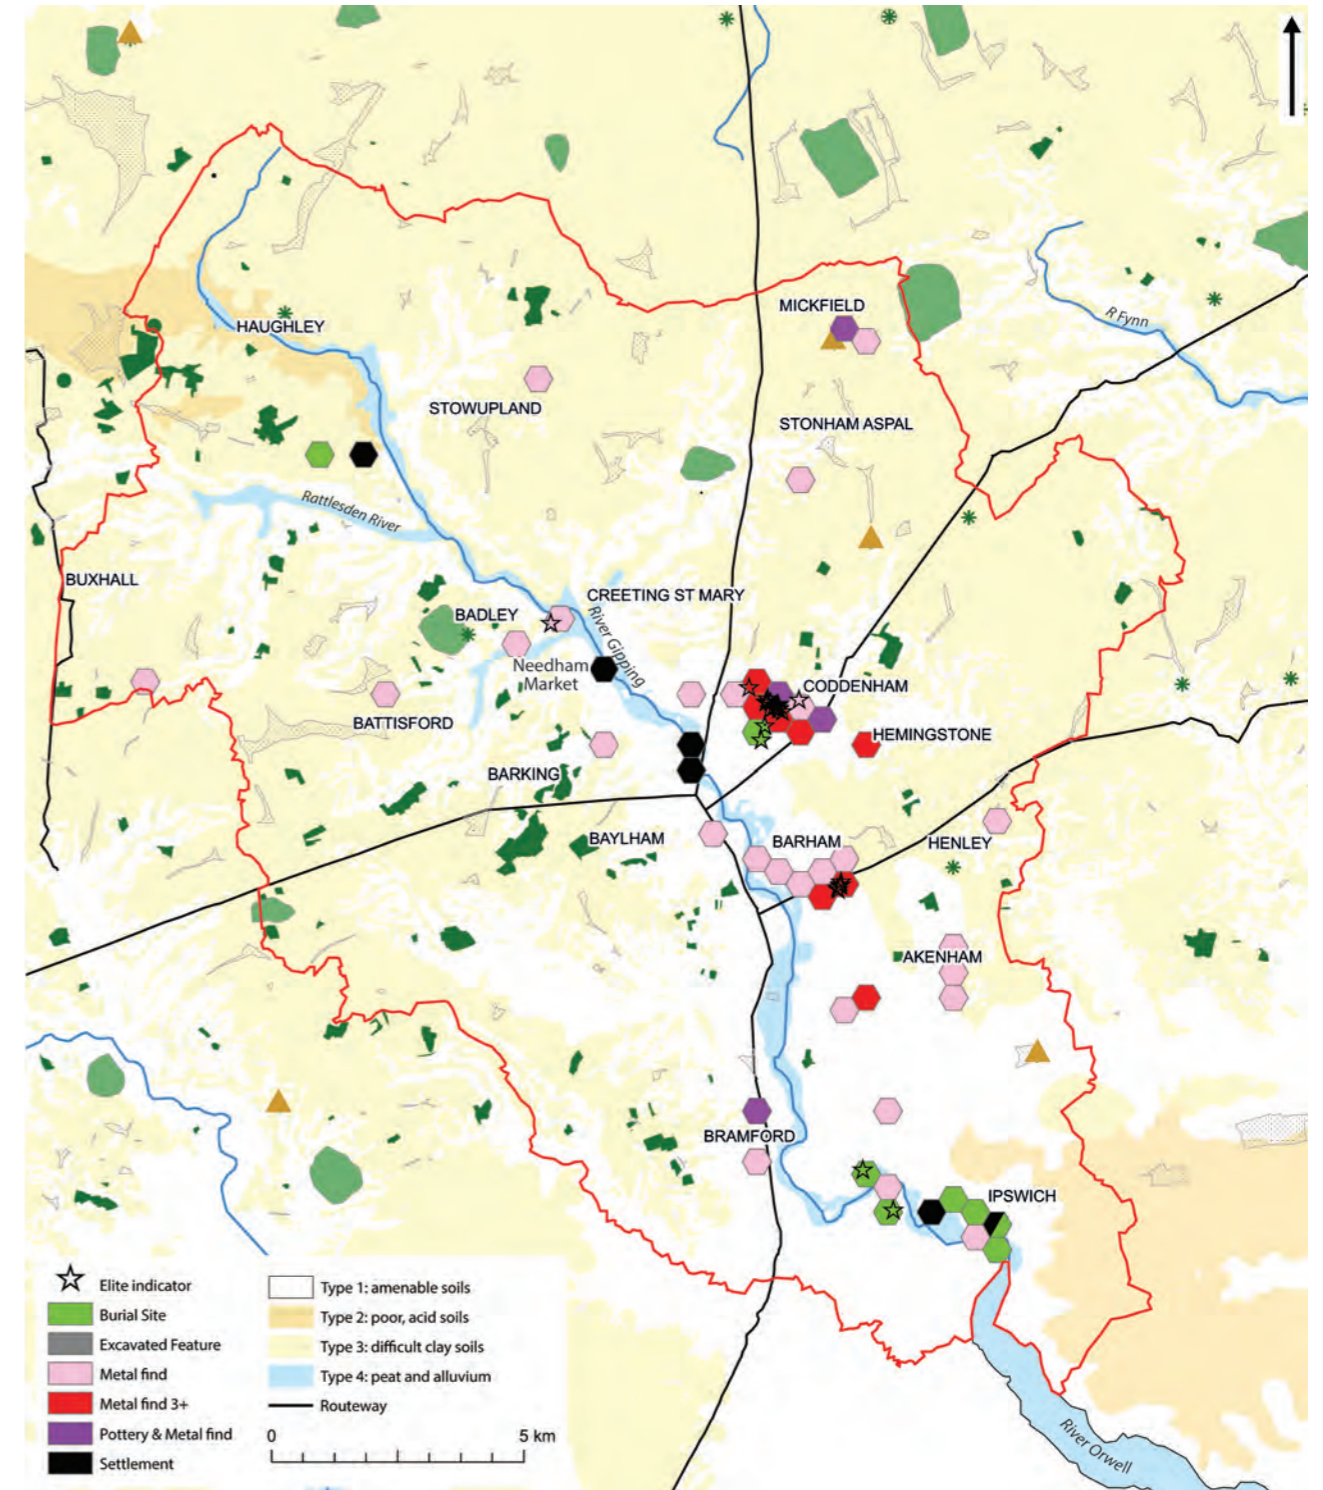 MICKFIELD
R Fynn
HAUGHLEY
STOWUPLAND
STONHAM ASPAL
Rattlesden River
BUXHALL
CREETING ST MARY
BADLEY
River Gipping
Needham
Market
CODDENHAM
BATTISFORD
HEMINGSTONE
BARKING
BAYLHAM
BARHAM
HENLEY
AKENHAM
BRAMFORD
IPSWICH
River Orwell
Elite indicator
Burial Site
Excavated Feature
Metal find
Metal find 3+
Pottery & Metal find
Settlement
Type 1: amenable soils
Type 2: poor, acid soils
Type 3: difficult clay soils
Type 4: peat and alluvium
Routeway
0 5 km